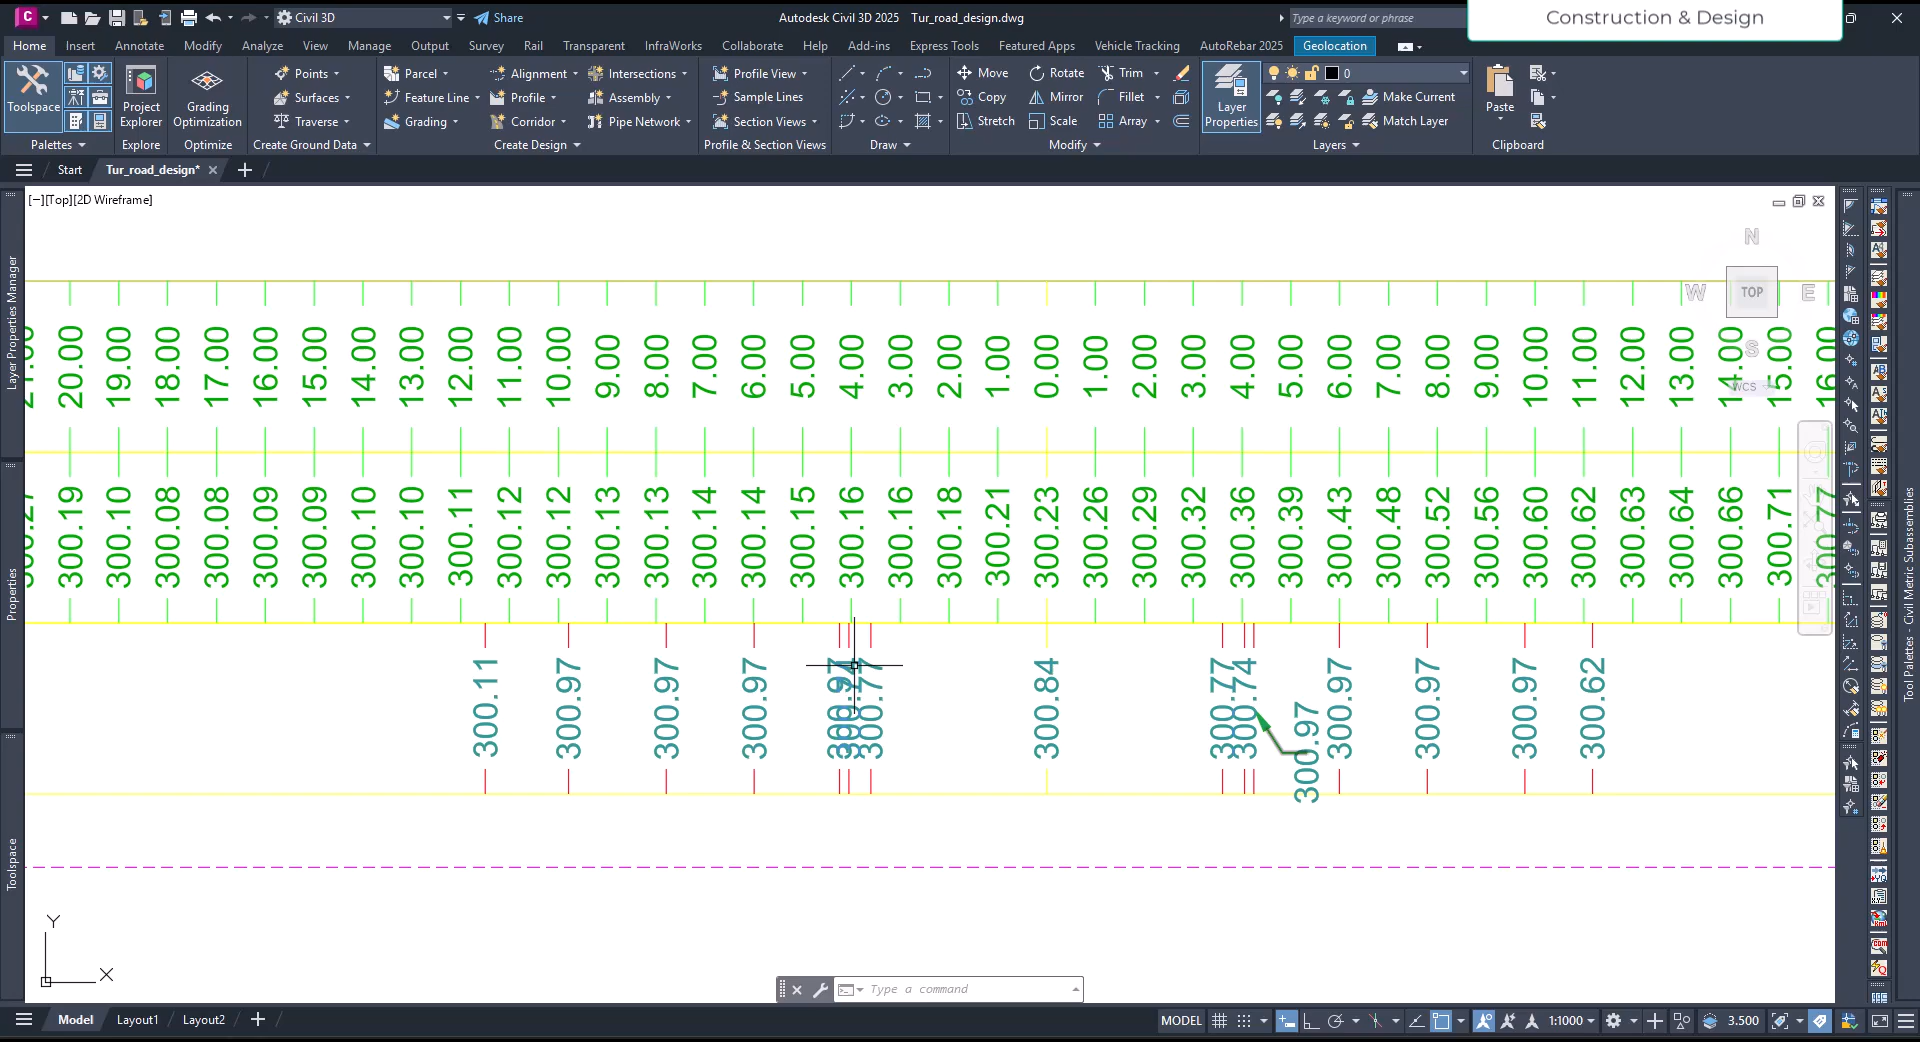 Civil 3D
Share
Autodesk Civil 3D 2025 Tur_road_design.dwg
Type a keyword or phrase
Construction & Design
Home Insert Annotate Modify Analyze View Manage Output Survey Rail Transparent InfraWorks Collaborate Help Add-ins Express Tools Featured Apps Vehicle Tracking AutoRebar 2025 Geolocation
Points Parcel Alignment Intersections Profile View Move Rotate Trim 0
Surfaces Feature Line Profile Assembly Sample Lines Copy Mirror Fillet Make Current
Traverse Grading Corridor Pipe Network Section Views Stretch Scale Array Match Layer
Toolspace
Project Explorer
Grading Optimization
Layer Properties
Paste
Palettes Explore Optimize Create Ground Data Create Design Profile & Section Views Draw Modify Layers Clipboard
Start Tur_road_design*
[−][Top][2D Wireframe]
N
W TOP E
S
WCS
21.00 20.00 19.00 18.00 17.00 16.00 15.00 14.00 13.00 12.00 11.00 10.00 9.00 8.00 7.00 6.00 5.00 4.00 3.00 2.00 1.00 0.00 1.00 2.00 3.00 4.00 5.00 6.00 7.00 8.00 9.00 10.00 11.00 12.00 13.00 14.00 15.00 16.00
300.19 300.10 300.08 300.08 300.09 300.09 300.10 300.10 300.11 300.12 300.12 300.13 300.13 300.14 300.14 300.15 300.16 300.16 300.18 300.21 300.23 300.26 300.29 300.32 300.36 300.39 300.43 300.48 300.52 300.56 300.60 300.62 300.63 300.64 300.66 300.71 300.77
300.11 300.97 300.97 300.97 300.77 300.84 300.77 300.74 300.97 300.97 300.97 300.97 300.62
Layer Properties Manager
Properties
Toolspace
Tool Palettes - Civil Metric Subassemblies
Y
X
Type a command
Model Layout1 Layout2
MODEL 1:1000 3.500